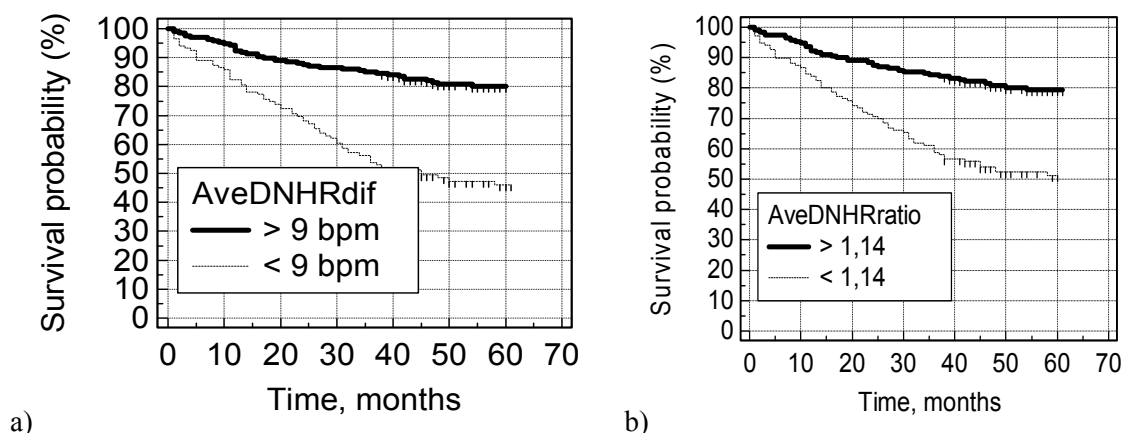 Survival probability (%)
100
90
80
70
60
50
40
30
20
10
0
AveDNHRdif
> 9 bpm
< 9 bpm
0 10 20 30 40 50 60 70
Time, months
a)
Survival probability (%)
100
90
80
70
60
50
40
30
20
10
0
AveDNHRratio
> 1,14
< 1,14
0 10 20 30 40 50 60 70
Time, months
b)